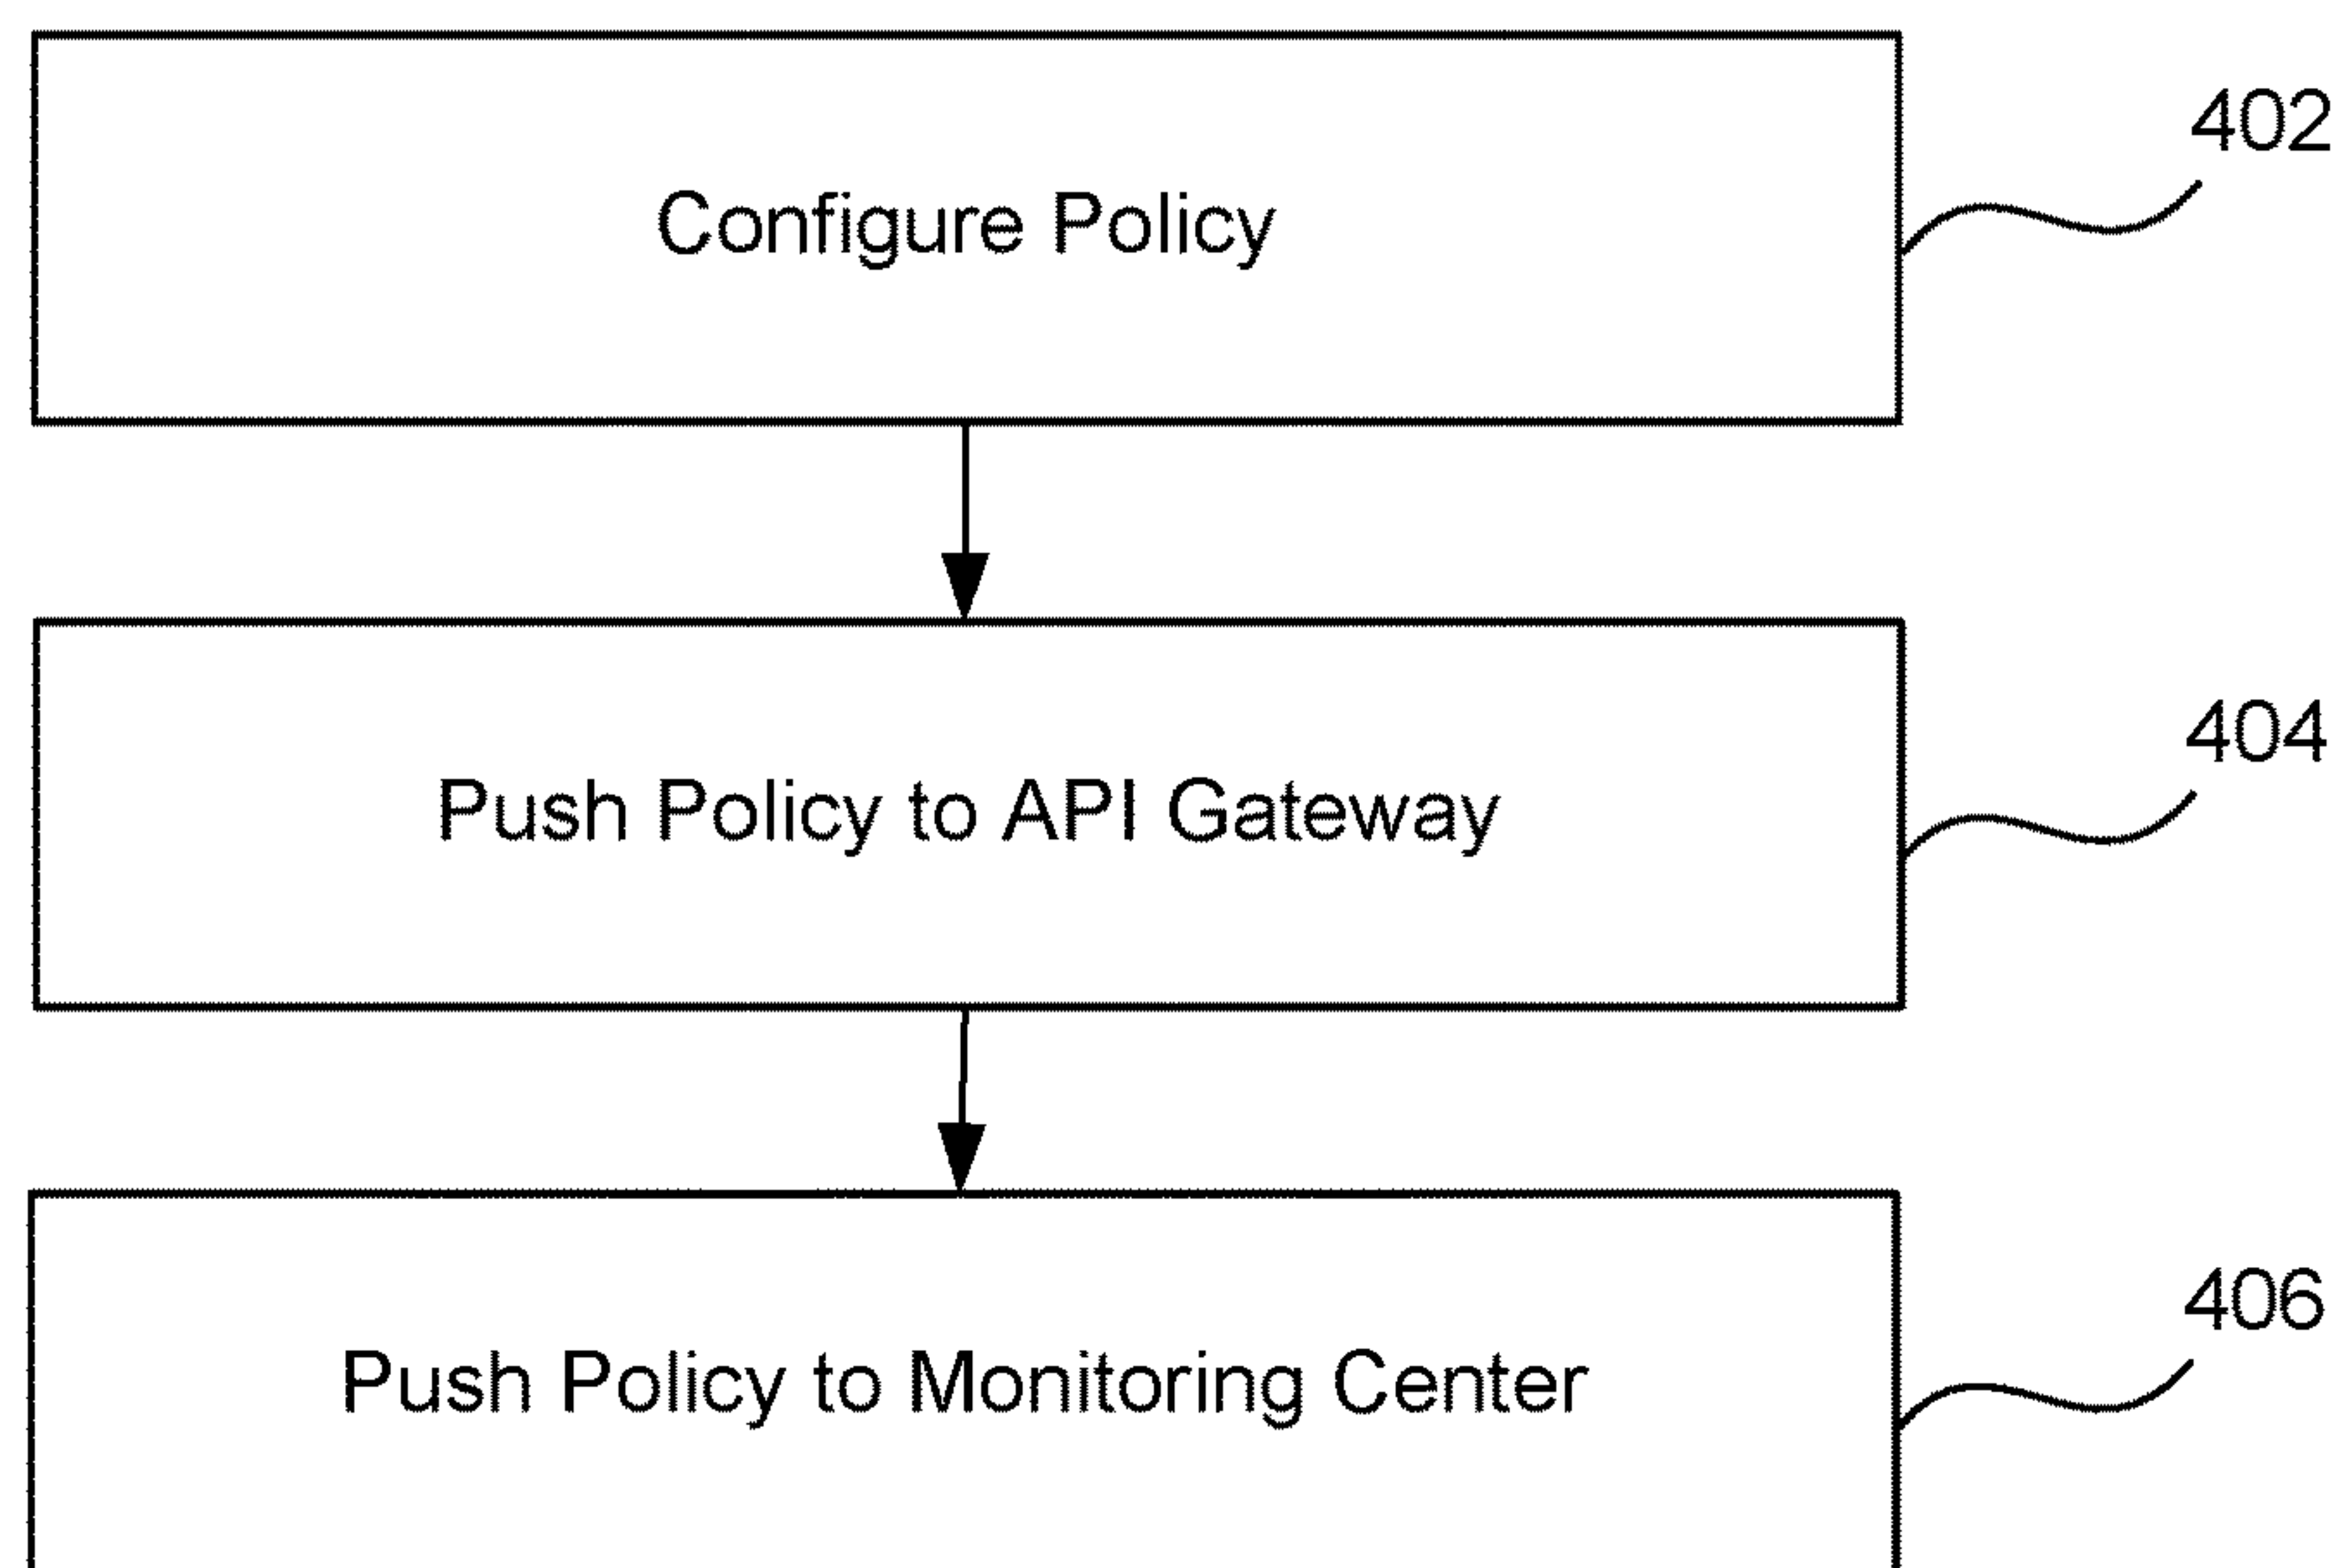 402
Configure Policy
404
Push Policy to API Gateway
406
Push Policy to Monitoring Center